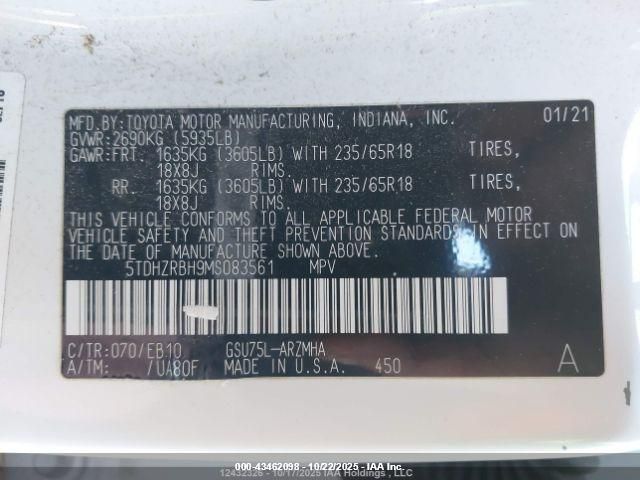 MFD.BY:TOYOTA MOTOR MANUFACTURING, INDIANA, INC. 01/21
GVWR:2690KG (5935LB)
GAWR:FRT. 1635KG (3605LB) WITH 235/65R18 TIRES,
18X8J RIMS.
RR. 1635KG (3605LB) WITH 235/65R18 TIRES,
18X8J RIMS.
THIS VEHICLE CONFORMS TO ALL APPLICABLE FEDERAL MOTOR
VEHICLE SAFETY AND THEFT PREVENTION STANDARDS IN EFFECT ON
THE DATE OF MANUFACTURE SHOWN ABOVE.
5TDHZRBH9MS083561 MPV
C/TR:070/EB10 GSU75L-ARZMHA A
A/TM: /UA80F MADE IN U.S.A. 450
000-43462098 - 10/22/2025 - IAA Inc.
12432326 - 10/17/2025 - IAA Holdings, LLC